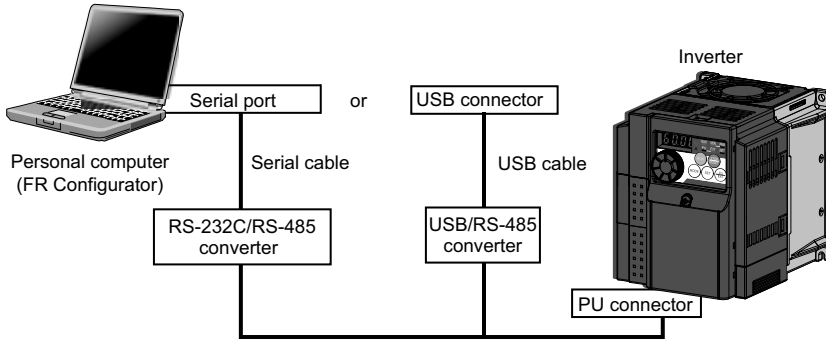 Inverter
Serial port
or
USB connector
Personal computer
(FR Configurator)
Serial cable
USB cable
RS-232C/RS-485
converter
USB/RS-485
converter
PU connector